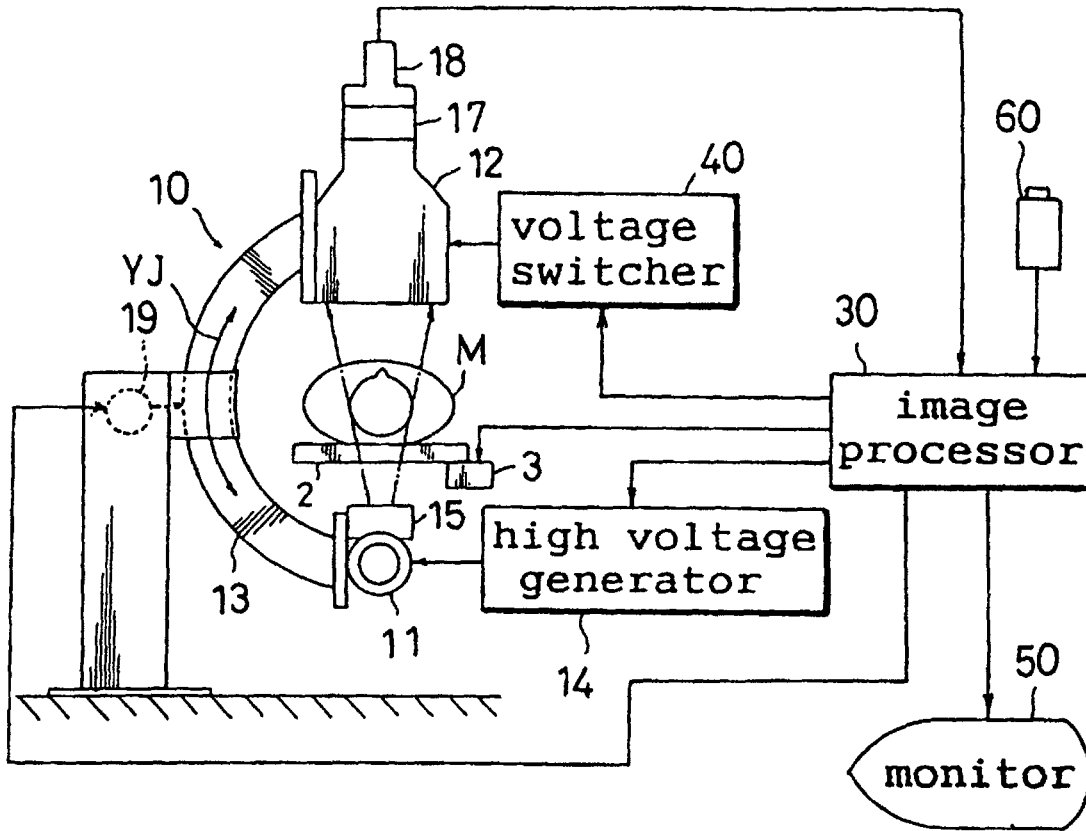 18
17
60
12
40
10
voltage
switcher
YJ
19
30
M
image
processor
3
2
15
high voltage
generator
13
11
14
50
monitor